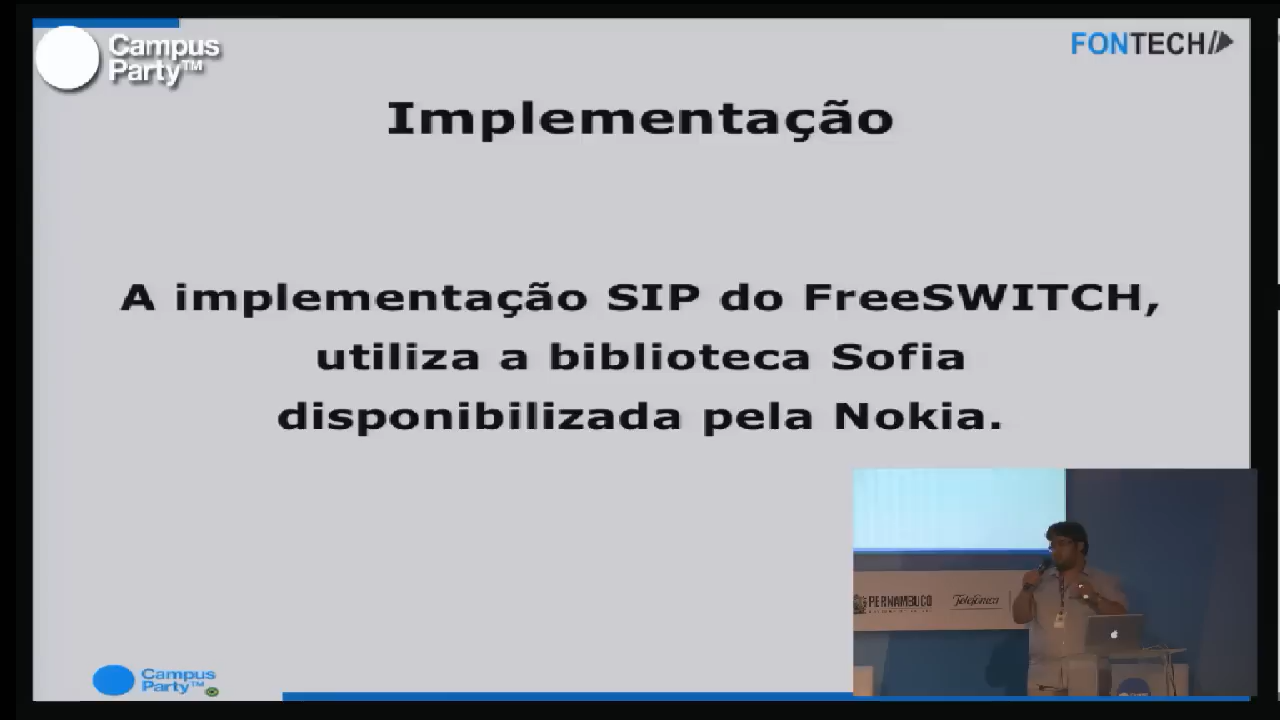 Campus
Party™
FONTECH
Implementação
A implementação SIP do FreeSWITCH,
utiliza a biblioteca Sofia
disponibilizada pela Nokia.
PERNAMBUCO
Telefónica
Campus
Party™